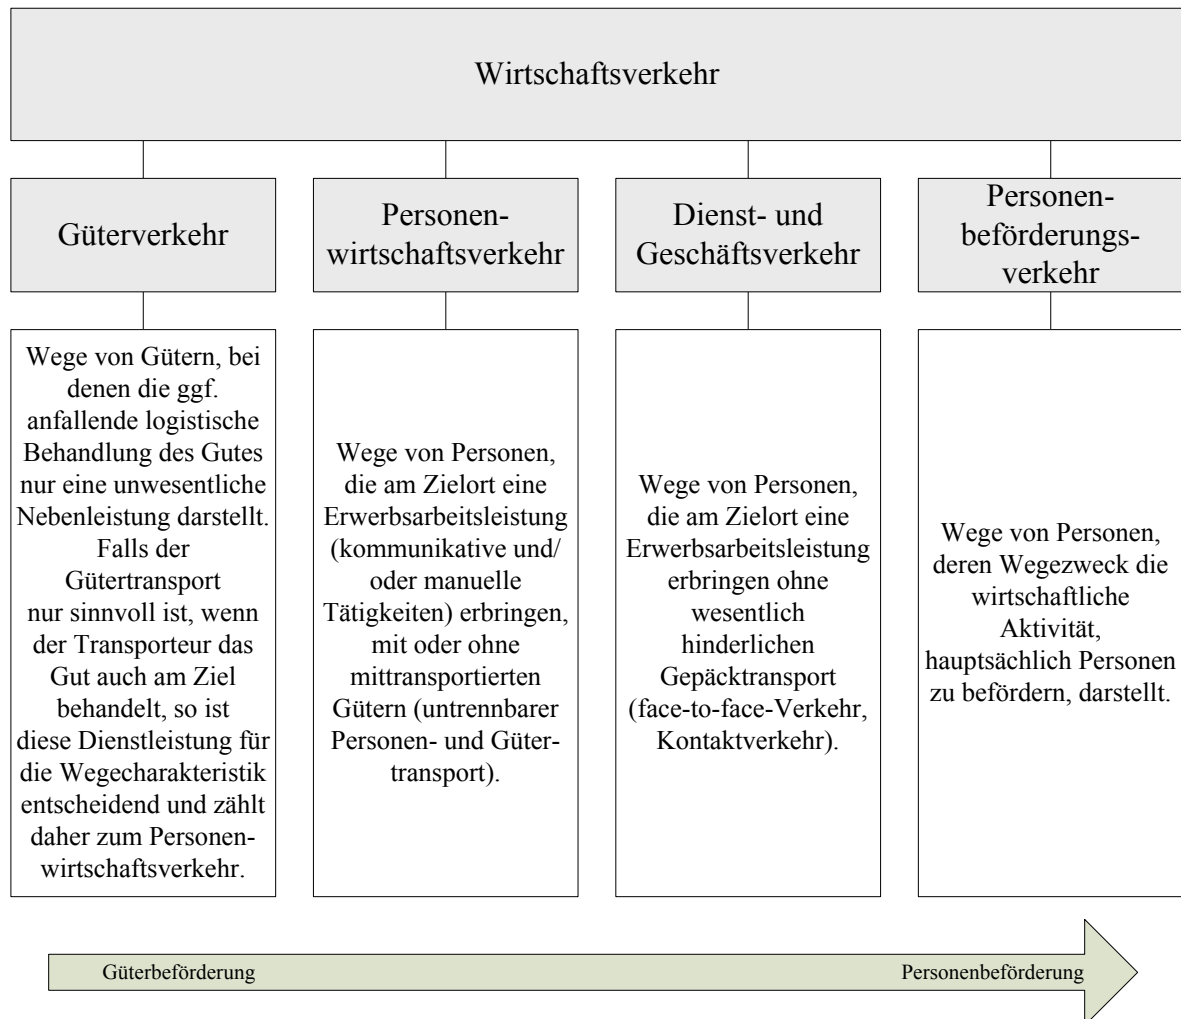 Wirtschaftsverkehr
Güterverkehr
Personen-
wirtschaftsverkehr
Dienst- und
Geschäftsverkehr
Personen-
beförderungs-
verkehr
Wege von Gütern, bei
denen die ggf.
anfallende logistische
Behandlung des Gutes
nur eine unwesentliche
Nebenleistung darstellt.
Falls der
Gütertransport
nur sinnvoll ist, wenn
der Transporteur das
Gut auch am Ziel
behandelt, so ist
diese Dienstleistung für
die Wegecharakteristik
entscheidend und zählt
daher zum Personen-
wirtschaftsverkehr.
Wege von Personen,
die am Zielort eine
Erwerbsarbeitsleistung
(kommunikative und/
oder manuelle
Tätigkeiten) erbringen,
mit oder ohne
mittransportierten
Gütern (untrennbarer
Personen- und Güter-
transport).
Wege von Personen,
die am Zielort eine
Erwerbsarbeitsleistung
erbringen ohne
wesentlich
hinderlichen
Gepäcktransport
(face-to-face-Verkehr,
Kontaktverkehr).
Wege von Personen,
deren Wegezweck die
wirtschaftliche
Aktivität,
hauptsächlich Personen
zu befördern, darstellt.
Güterbeförderung
Personenbeförderung